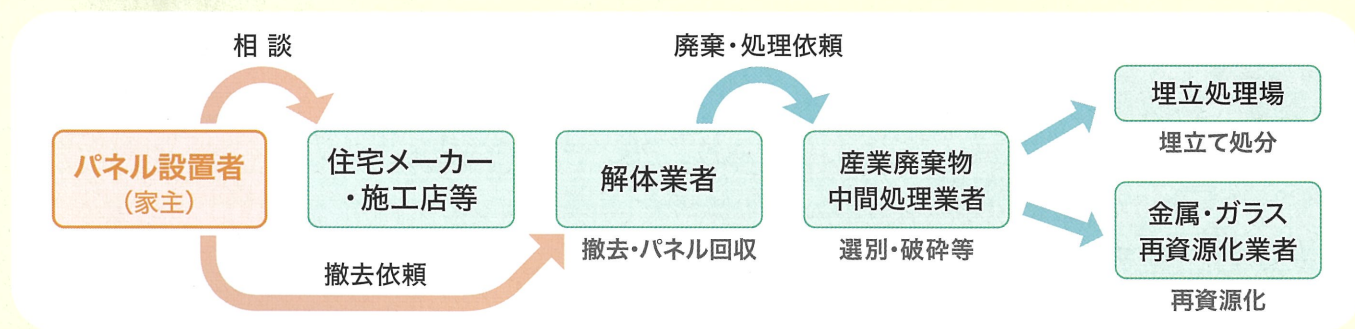 相談
パネル設置者
(家主)
住宅メーカー
・施工店等
撤去依頼
解体業者
撤去・パネル回収
廃棄・処理依頼
産業廃棄物
中間処理業者
選別・破砕等
埋立処理場
埋立て処分
金属・ガラス
再資源化業者
再資源化